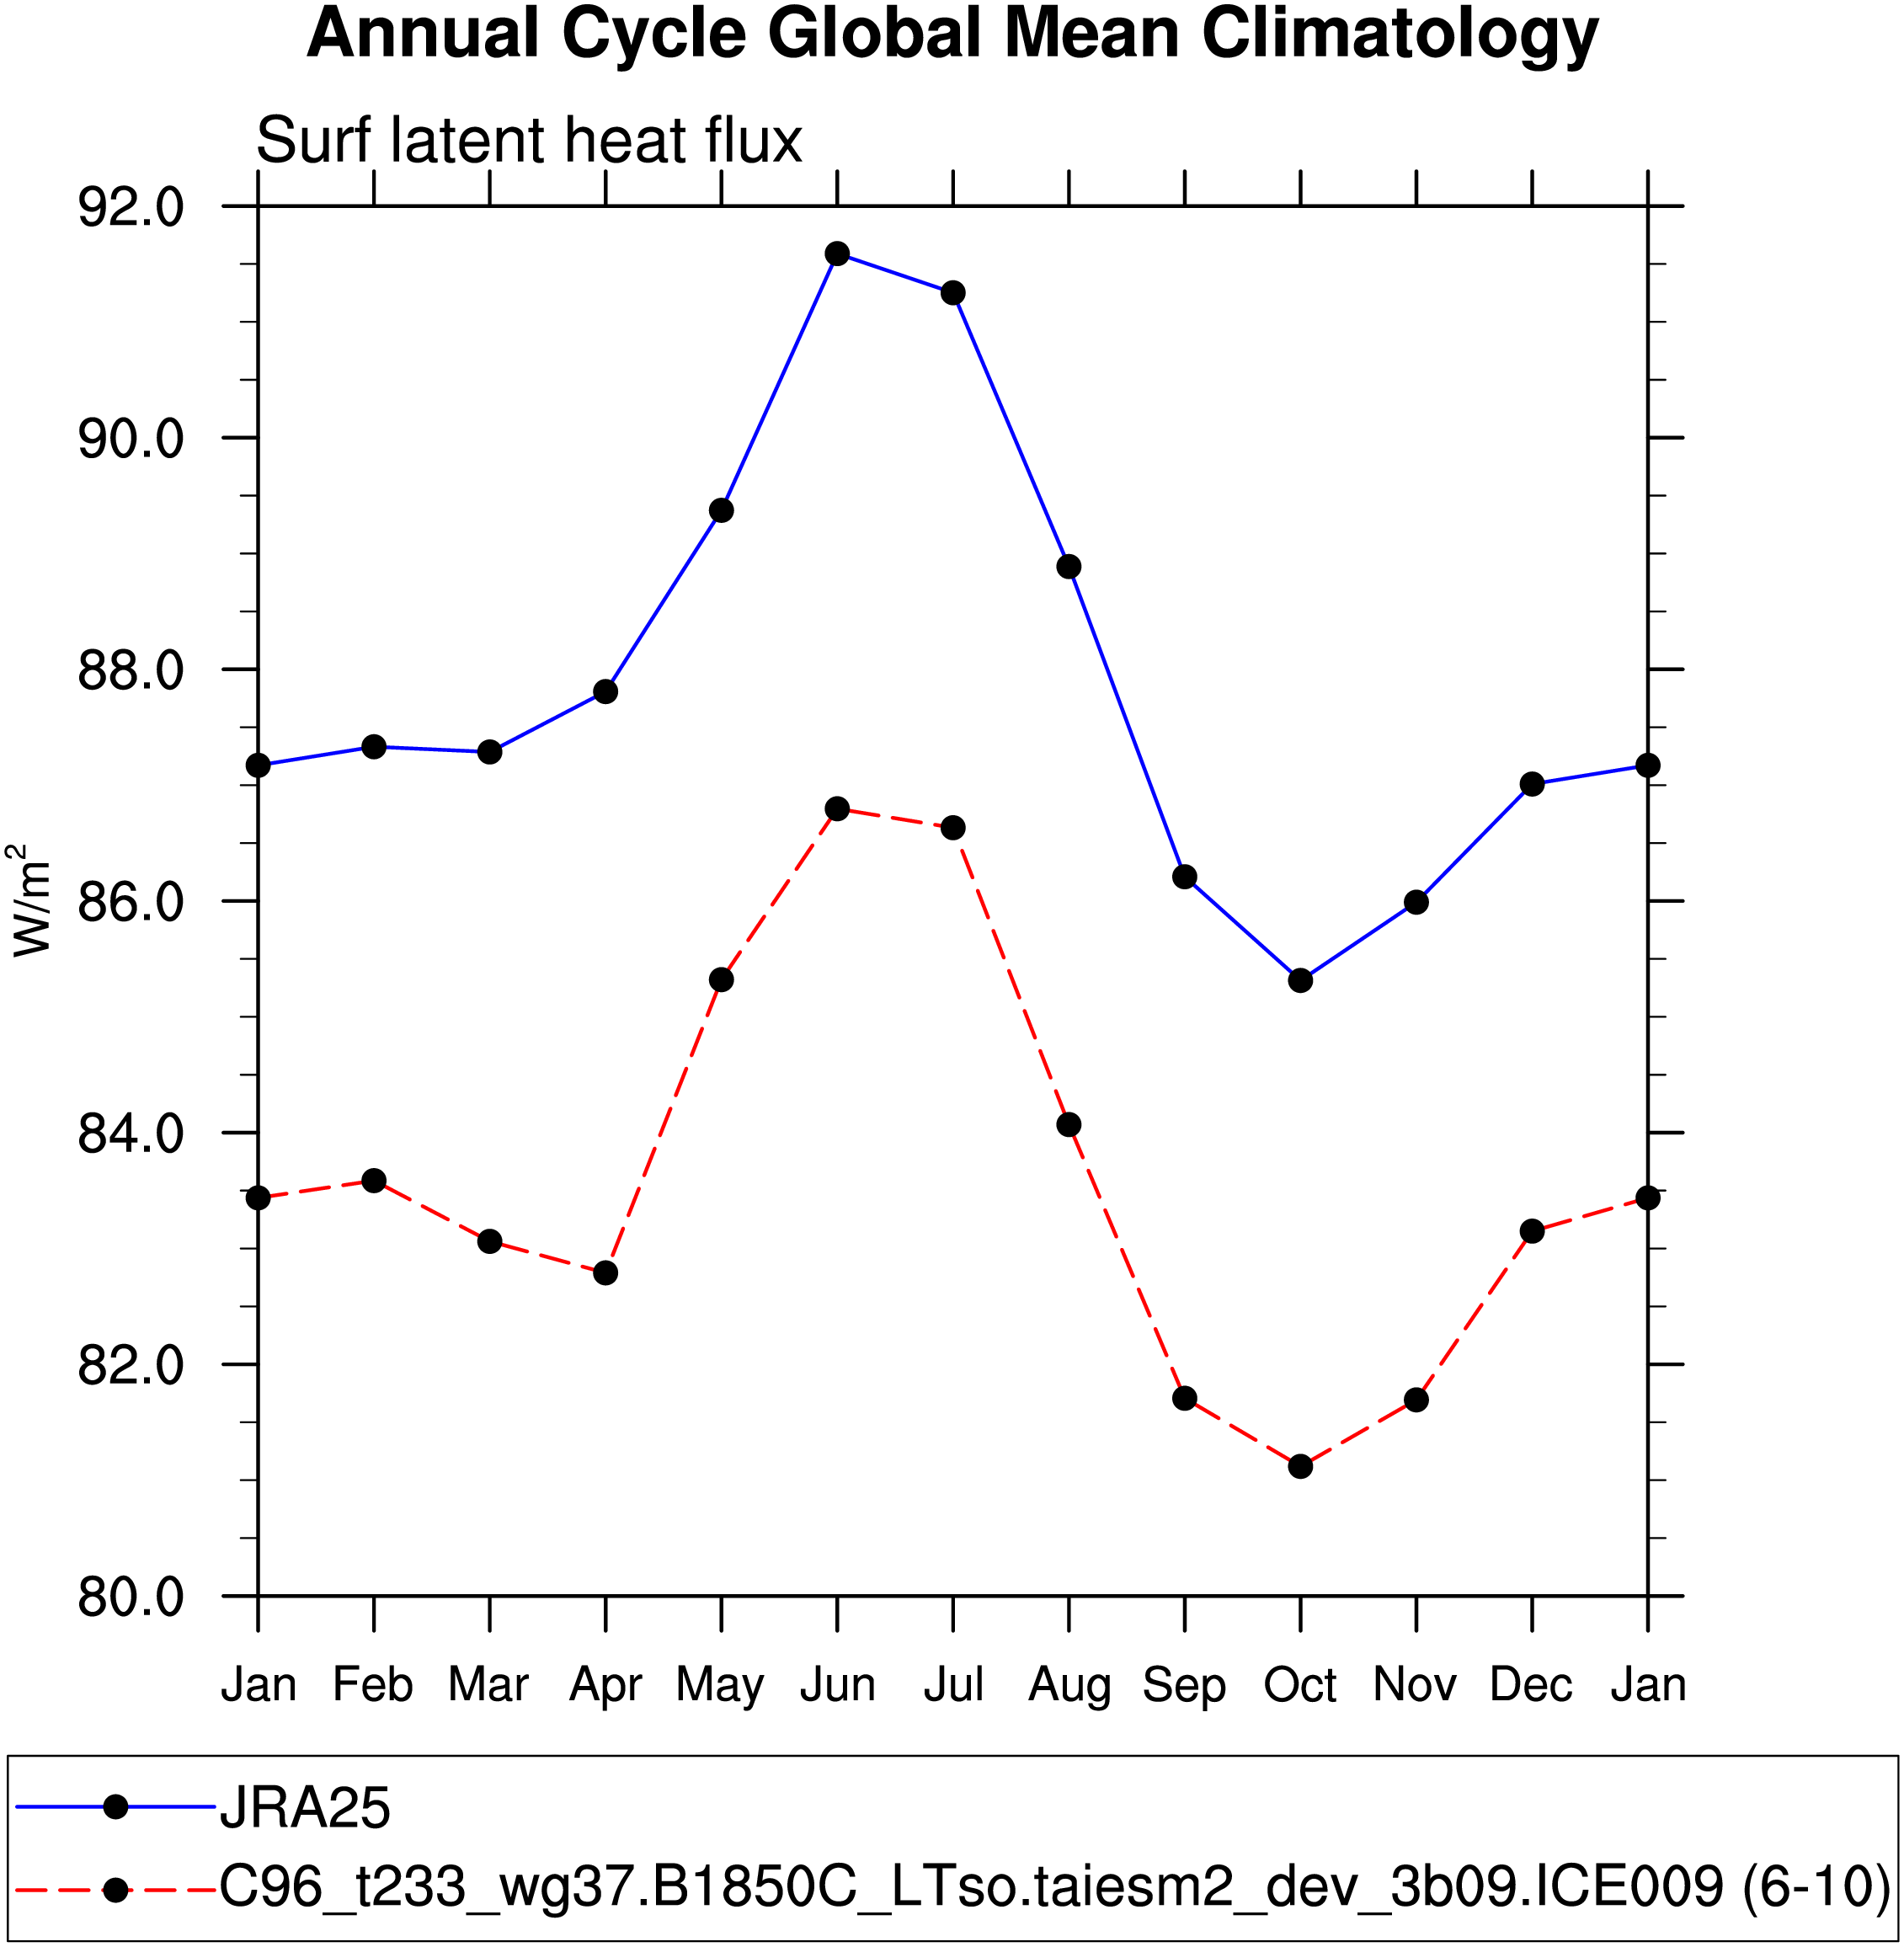 Annual Cycle Global Mean Climatology
Surf latent heat flux
92.0
90.0
88.0
86.0
84.0
82.0
80.0
W/m²
Jan Feb Mar Apr May Jun Jul Aug Sep Oct Nov Dec Jan
JRA25
C96_t233_wg37.B1850C_LTso.taiesm2_dev_3b09.ICE009 (6-10)